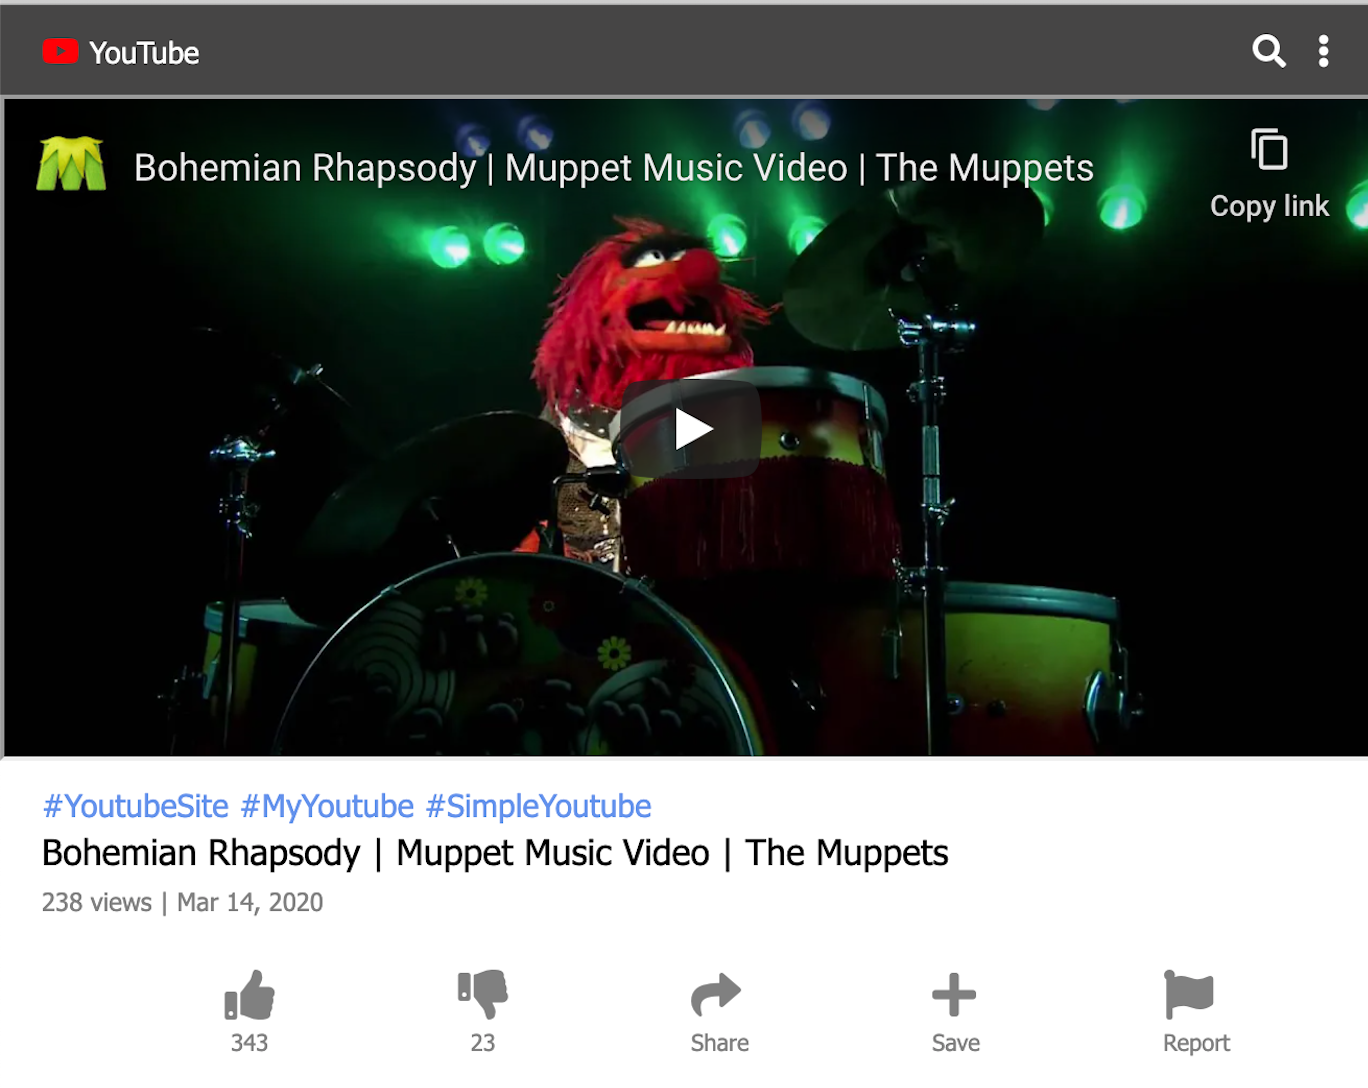 YouTube
Bohemian Rhapsody | Muppet Music Video | The Muppets
Copy link
#YoutubeSite #MyYoutube #SimpleYoutube
Bohemian Rhapsody | Muppet Music Video | The Muppets
238 views | Mar 14, 2020
343 23 Share Save Report